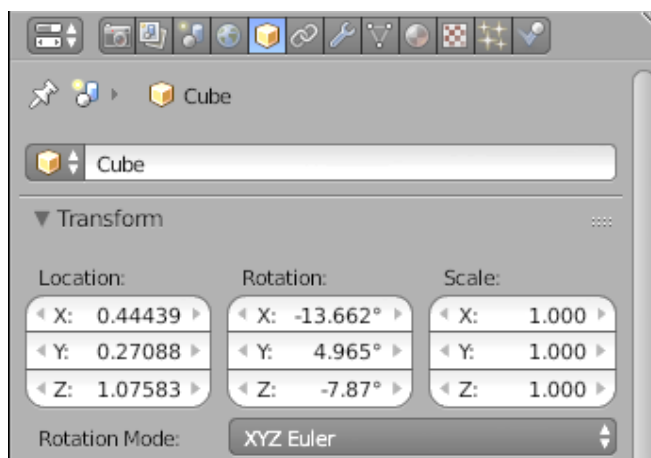 Cube
Cube
Transform
Location: Rotation: Scale:
X: 0.44439 X: -13.662° X: 1.000
Y: 0.27088 Y: 4.965° Y: 1.000
Z: 1.07583 Z: -7.87° Z: 1.000
Rotation Mode: XYZ Euler